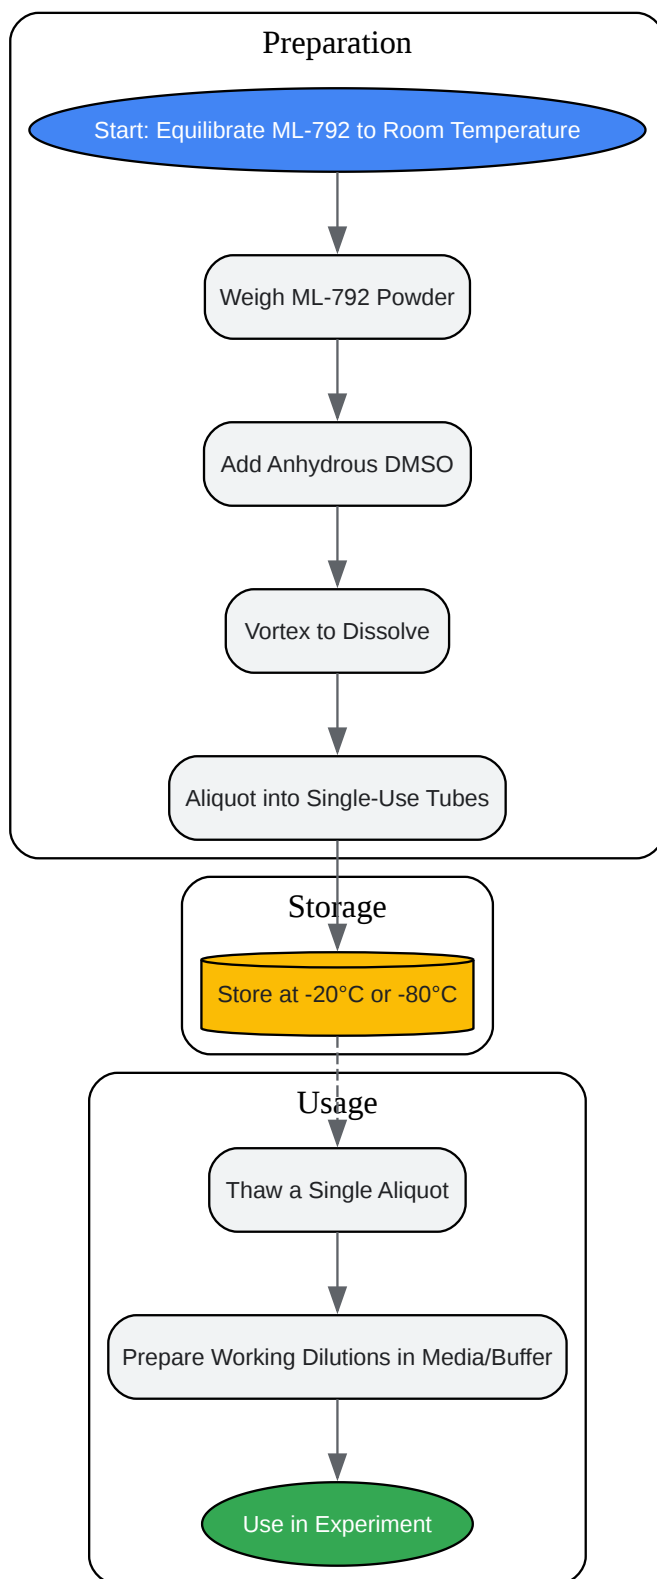 Preparation
Start: Equilibrate ML-792 to Room Temperature
Weigh ML-792 Powder
Add Anhydrous DMSO
Vortex to Dissolve
Aliquot into Single-Use Tubes
Storage
Store at -20°C or -80°C
Usage
Thaw a Single Aliquot
Prepare Working Dilutions in Media/Buffer
Use in Experiment